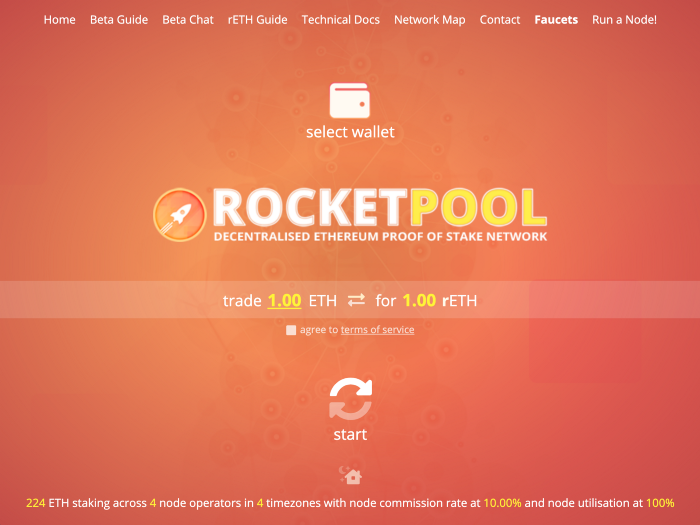 Home Beta Guide Beta Chat rETH Guide Technical Docs Network Map Contact Faucets Run a Node!
select wallet
ROCKETPOOL
DECENTRALISED ETHEREUM PROOF OF STAKE NETWORK
trade 1.00 ETH for 1.00 rETH
agree to terms of service
start
224 ETH staking across 4 node operators in 4 timezones with node commission rate at 10.00% and node utilisation at 100%